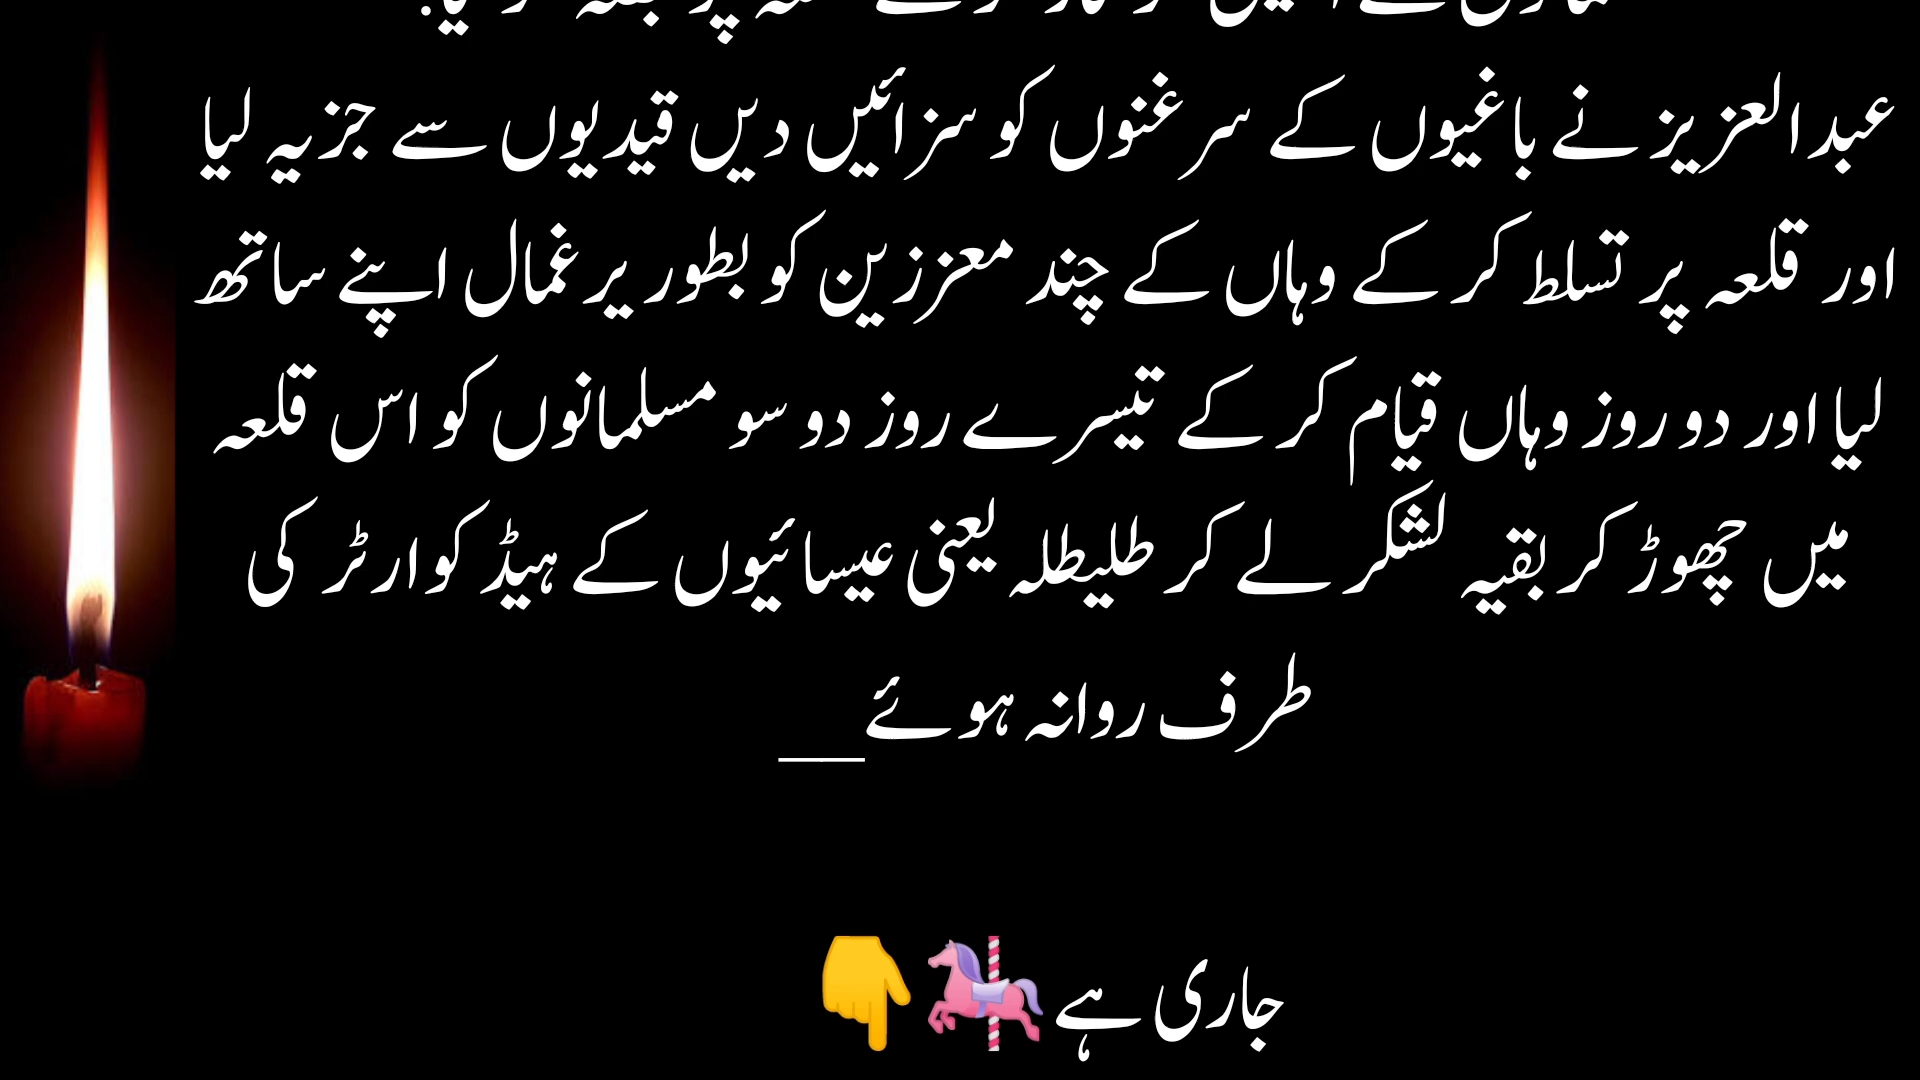 عبدالعزیز نے باغیوں کے سرغنوں کو سزائیں دیں قیدیوں سے جزیہ لیا
اور قلعہ پر تسلط کر کے وہاں کے چند معززین کو بطور یرغمال اپنے ساتھ
لیا اور دو روز وہاں قیام کر کے تیسرے روز دو سو مسلمانوں کو اس قلعہ
میں چھوڑ کر بقیہ لشکر لے کر طلیطلہ یعنی عیسائیوں کے ہیڈ کوارٹر کی
طرف روانہ ہوئے__
جاری ہے🎠👇